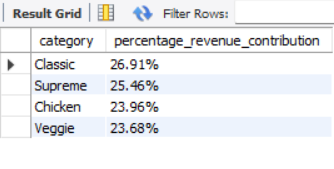 Result Grid Filter Rows:
category percentage_revenue_contribution
Classic 26.91%
Supreme 25.46%
Chicken 23.96%
Veggie 23.68%